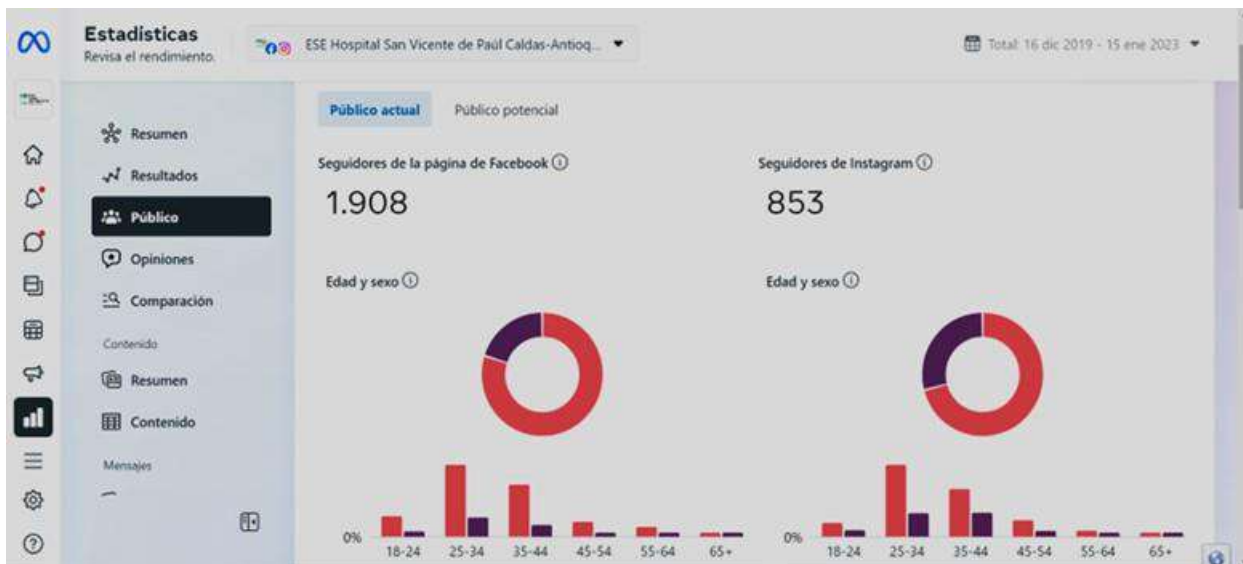 Estadísticas
Revisa el rendimiento.
ESE Hospital San Vicente de Paúl Caldas-Antioq...
Total: 16 dic 2019 - 15 ene 2023
Resumen
Resultados
Público
Opiniones
Comparación
Contenido
Resumen
Contenido
Mensajes
Público actual
Público potencial
Seguidores de la página de Facebook
1.908
Edad y sexo
0%
18-24 25-34 35-44 45-54 55-64 65+
Seguidores de Instagram
853
Edad y sexo
0%
18-24 25-34 35-44 45-54 55-64 65+